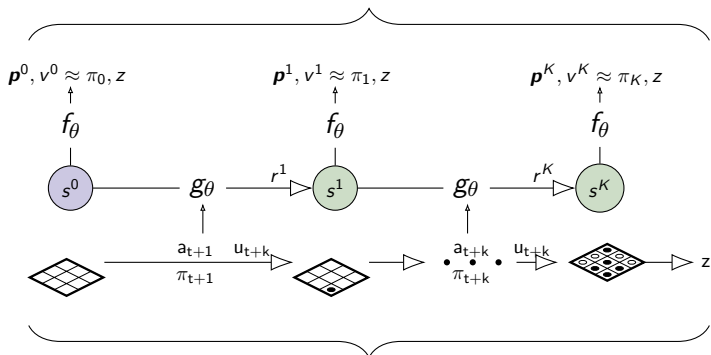 p⁰, v⁰ ≈ π₀, z p¹, v¹ ≈ π₁, z pᴷ, vᴷ ≈ π_K, z
f_θ f_θ f_θ
s⁰ g_θ r¹ s¹ g_θ rᴷ sᴷ
a_{t+1} u_{t+k} a_{t+k} u_{t+k}
π_{t+1} • • • π_{t+k} z